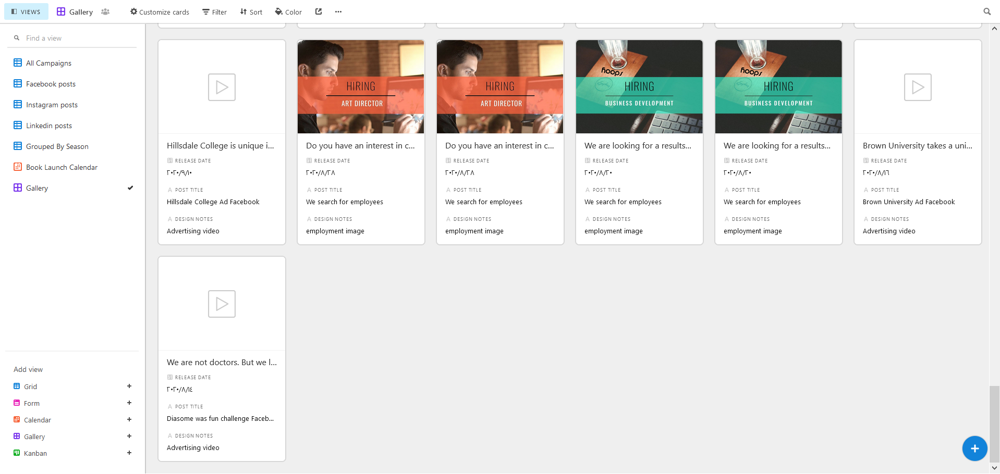 VIEWS
Gallery
Customize cards
Filter
Sort
Color
Find a view
All Campaigns
Facebook posts
Instagram posts
Linkedin posts
Grouped By Season
Book Launch Calendar
Gallery
Add view
Grid
Form
Calendar
Gallery
Kanban
Hillsdale College is unique i...
RELEASE DATE
٢٠٢٠/٩/١٠
POST TITLE
Hillsdale College Ad Facebook
DESIGN NOTES
Advertising video
HIRING
ART DIRECTOR
Do you have an interest in c...
RELEASE DATE
٢٠٢٠/٨/٢٨
POST TITLE
We search for employees
DESIGN NOTES
employment image
HIRING
ART DIRECTOR
Do you have an interest in c...
RELEASE DATE
٢٠٢٠/٨/٢٨
POST TITLE
We search for employees
DESIGN NOTES
employment image
yoops
HIRING
BUSINESS DEVELOPMENT
We are looking for a results...
RELEASE DATE
٢٠٢٠/٨/٢٠
POST TITLE
We search for employees
DESIGN NOTES
employment image
yoops
HIRING
BUSINESS DEVELOPMENT
We are looking for a results...
RELEASE DATE
٢٠٢٠/٨/٢٠
POST TITLE
We search for employees
DESIGN NOTES
employment image
Brown University takes a uni...
RELEASE DATE
٢٠٢٠/٨/١٦
POST TITLE
Brown University Ad Facebook
DESIGN NOTES
Advertising video
We are not doctors. But we l...
RELEASE DATE
٢٠٢٠/٨/١٤
POST TITLE
Diasome was fun challenge Faceb...
DESIGN NOTES
Advertising video